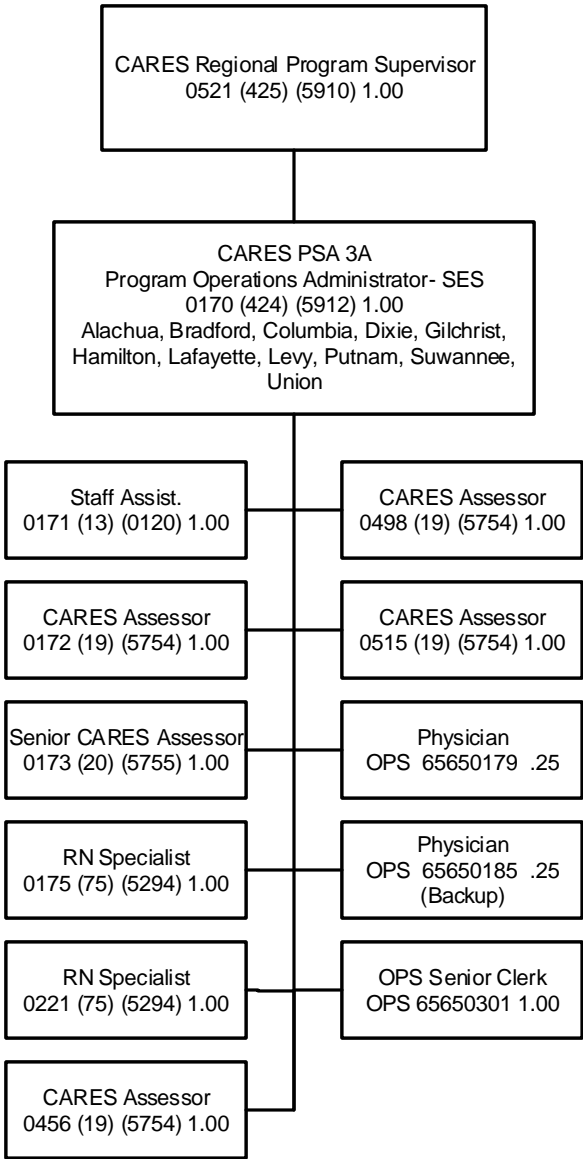 CARES Regional Program Supervisor
0521 (425) (5910) 1.00
CARES PSA 3A
Program Operations Administrator- SES
0170 (424) (5912) 1.00
Alachua, Bradford, Columbia, Dixie, Gilchrist,
Hamilton, Lafayette, Levy, Putnam, Suwannee,
Union
Staff Assist.
0171 (13) (0120) 1.00
CARES Assessor
0498 (19) (5754) 1.00
CARES Assessor
0172 (19) (5754) 1.00
CARES Assessor
0515 (19) (5754) 1.00
Senior CARES Assessor
0173 (20) (5755) 1.00
Physician
OPS 65650179 .25
RN Specialist
0175 (75) (5294) 1.00
Physician
OPS 65650185 .25
(Backup)
RN Specialist
0221 (75) (5294) 1.00
OPS Senior Clerk
OPS 65650301 1.00
CARES Assessor
0456 (19) (5754) 1.00